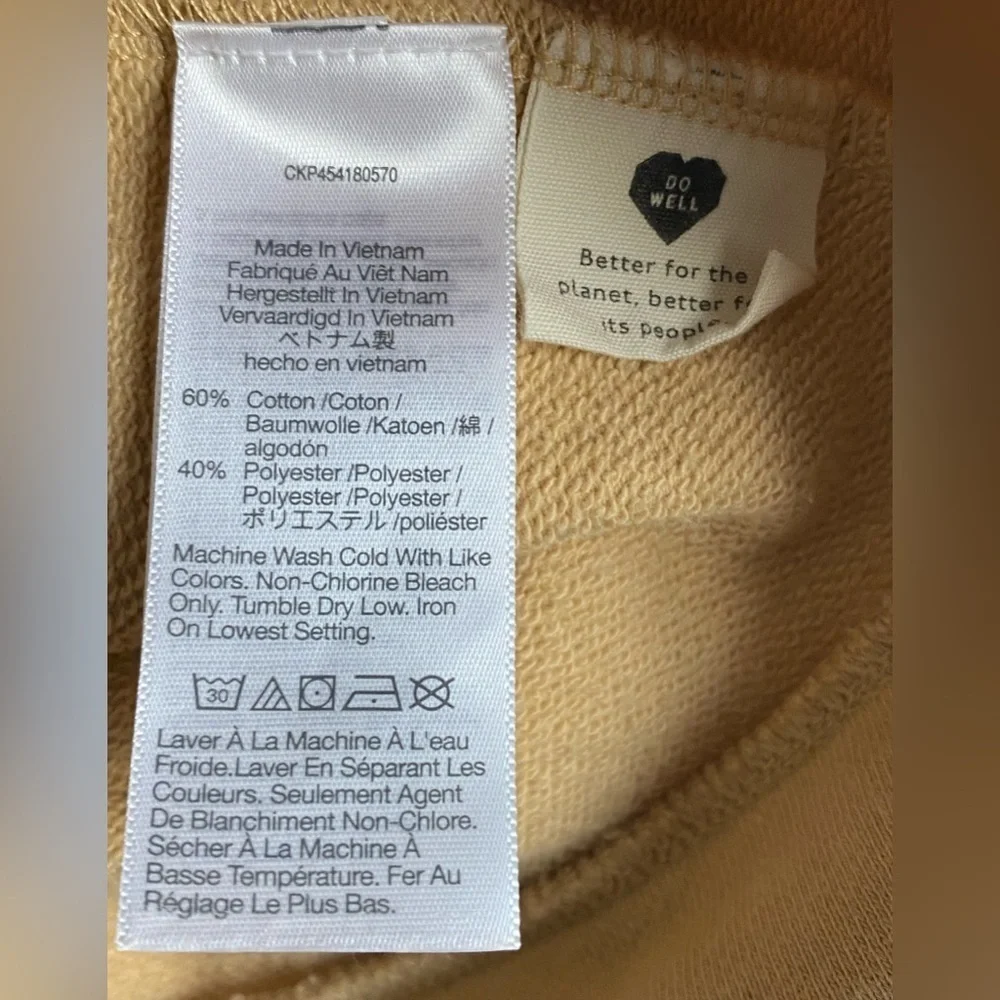 CKP454180570
Made In Vietnam
Fabriqué Au Viêt Nam
Hergestellt In Vietnam
Vervaardigd In Vietnam
ベトナム製
hecho en vietnam
60% Cotton /Coton /
Baumwolle /Katoen /綿 /
algodón
40% Polyester /Polyester /
Polyester /Polyester /
ポリエステル /poliéster
Machine Wash Cold With Like
Colors. Non-Chlorine Bleach
Only. Tumble Dry Low. Iron
On Lowest Setting.
30
Laver À La Machine À L'eau
Froide.Laver En Séparant Les
Couleurs. Seulement Agent
De Blanchiment Non-Chlore.
Sécher À La Machine À
Basse Température. Fer Au
Réglage Le Plus Bas.
DO
WELL
Better for the
planet, better
its